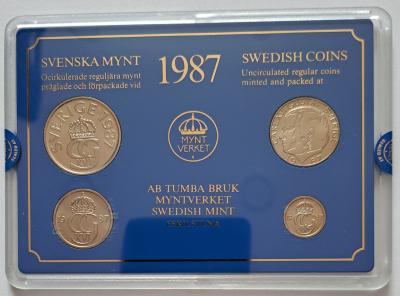 SVENSKA MYNT
Ocirkulerade reguljära mynt
präglade och förpackade vid
1987
SWEDISH COINS
Uncirculated regular coins
minted and packed at
SVERIGE 1987
MYNT
VERKET
AB TUMBA BRUK
MYNTVERKET
SWEDISH MINT